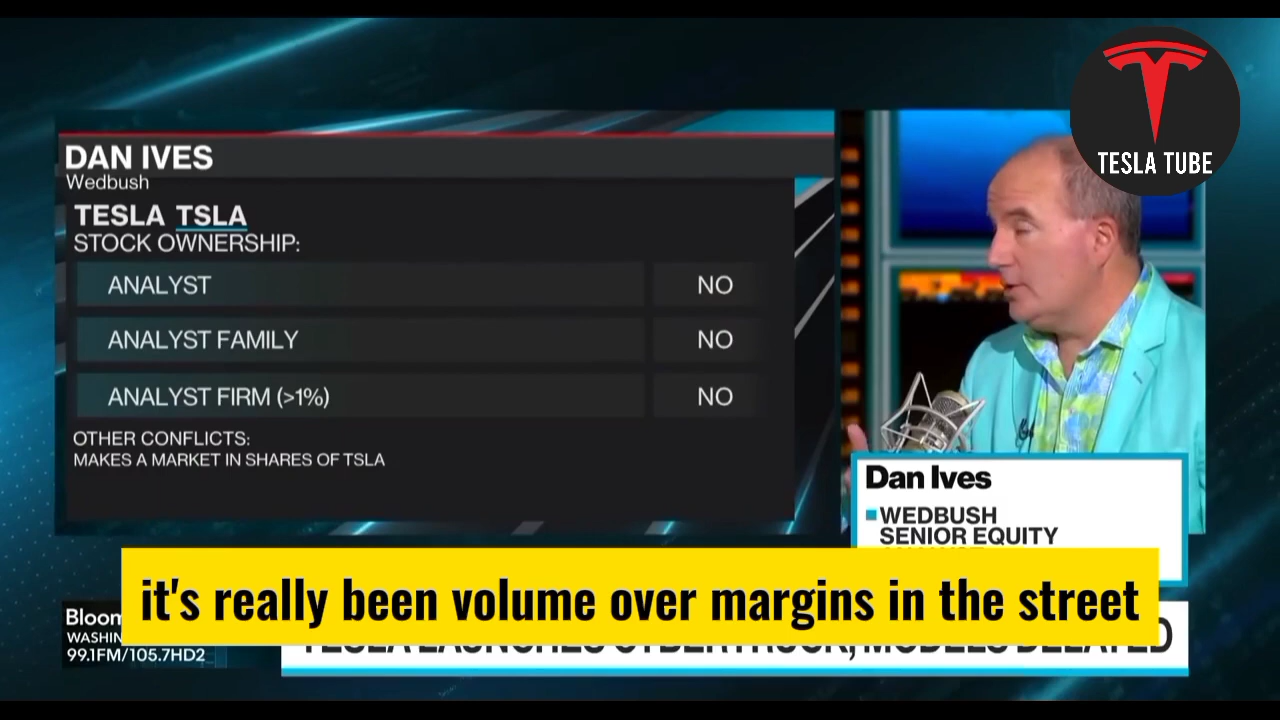 TESLA TUBE
DAN IVES
Wedbush
TESLA TSLA
STOCK OWNERSHIP:
ANALYST NO
ANALYST FAMILY NO
ANALYST FIRM (>1%) NO
OTHER CONFLICTS:
MAKES A MARKET IN SHARES OF TSLA
Dan Ives
WEDBUSH
SENIOR EQUITY
it's really been volume over margins in the street
99.1FM/105.7HD2